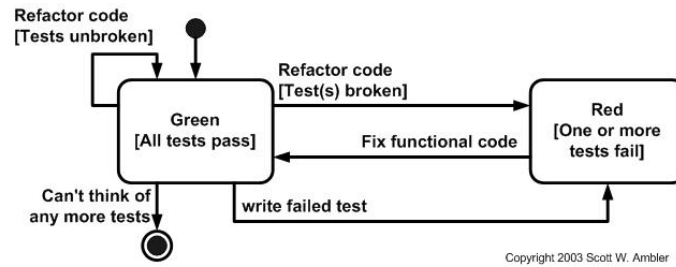 Refactor code
[Tests unbroken]
Refactor code
[Test(s) broken]
Green
[All tests pass]
Red
[One or more
tests fail]
Fix functional code
Can't think of
any more tests
write failed test
Copyright 2003 Scott W. Ambler